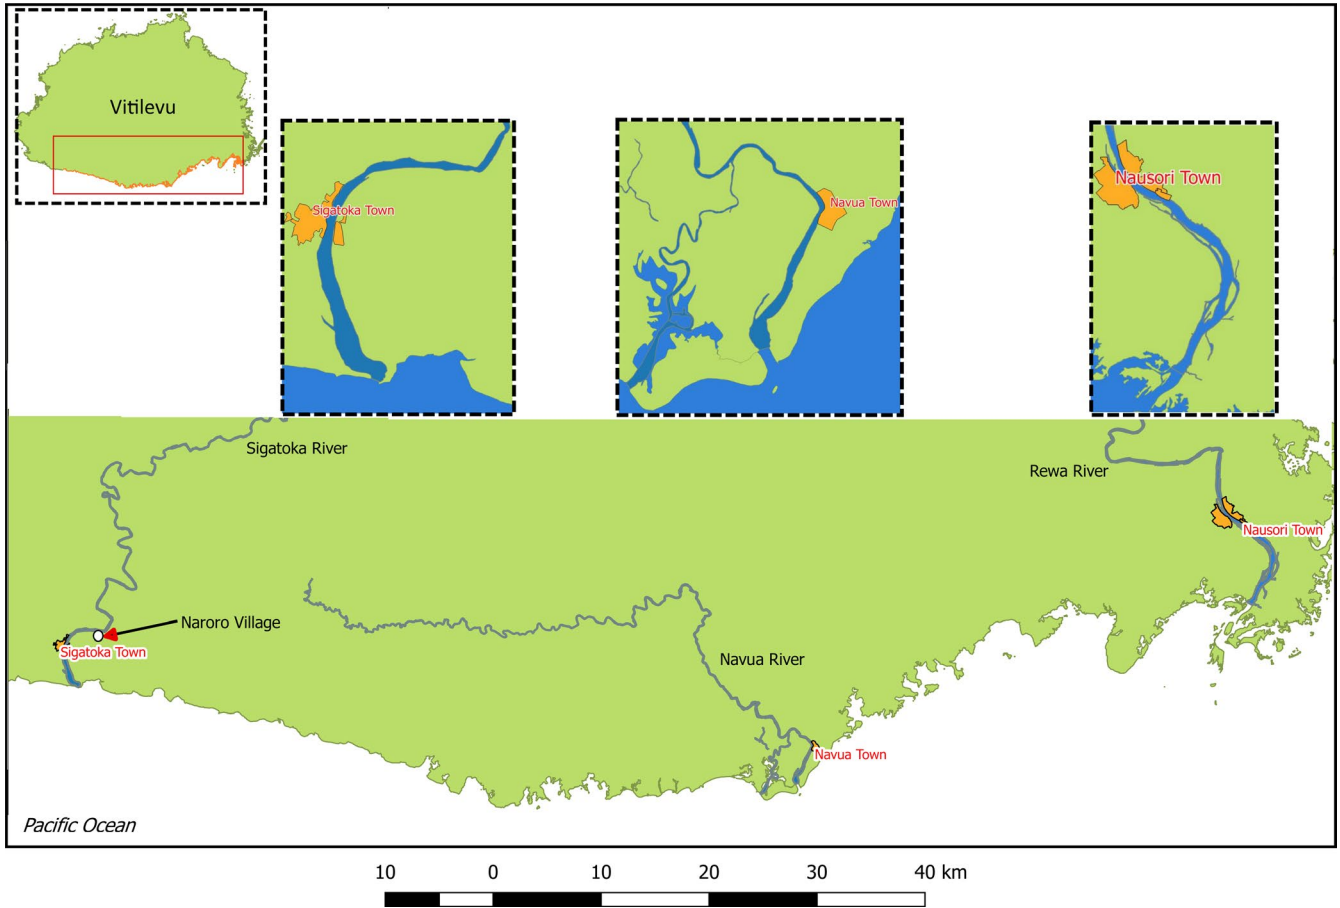 Vitilevu
Sigatoka Town
Navua Town
Nausori Town
Sigatoka River
Rewa River
Nausori Town
Naroro Village
Sigatoka Town
Navua River
Navua Town
Pacific Ocean
10 0 10 20 30 40 km